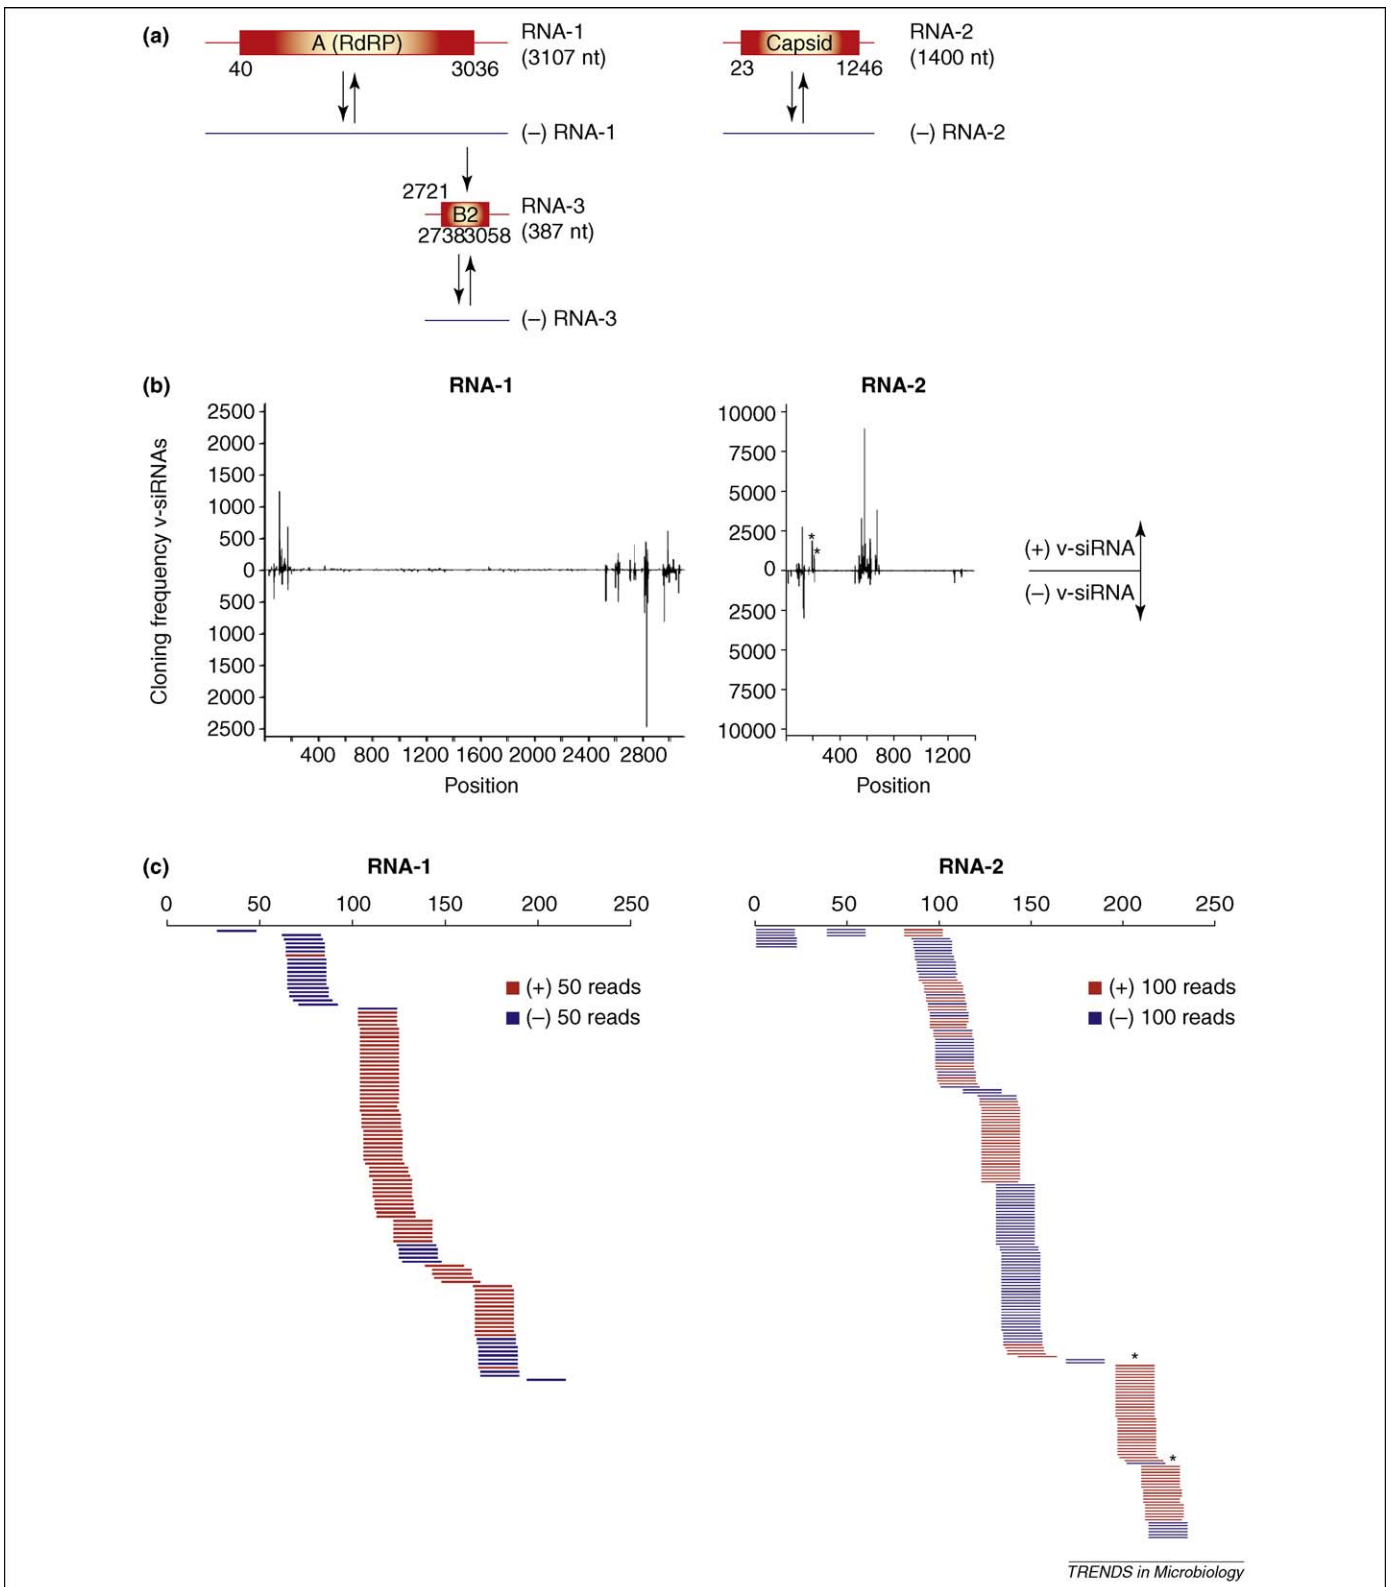 (a)
A (RdRP)
RNA-1
(3107 nt)
40
3036
(–) RNA-1
Capsid
RNA-2
(1400 nt)
23
1246
(–) RNA-2
2721
B2
RNA-3
(387 nt)
2738
3058
(–) RNA-3
(b)
RNA-1
Cloning frequency v-siRNAs
2500
2000
1500
1000
500
0
500
1000
1500
2000
2500
400 800 1200 1600 2000 2400 2800
Position
RNA-2
10000
7500
5000
2500
0
2500
5000
7500
10000
*
*
400 800 1200
Position
(+) v-siRNA
(–) v-siRNA
(c)
RNA-1
0 50 100 150 200 250
(+) 50 reads
(–) 50 reads
RNA-2
0 50 100 150 200 250
(+) 100 reads
(–) 100 reads
*
*
TRENDS in Microbiology